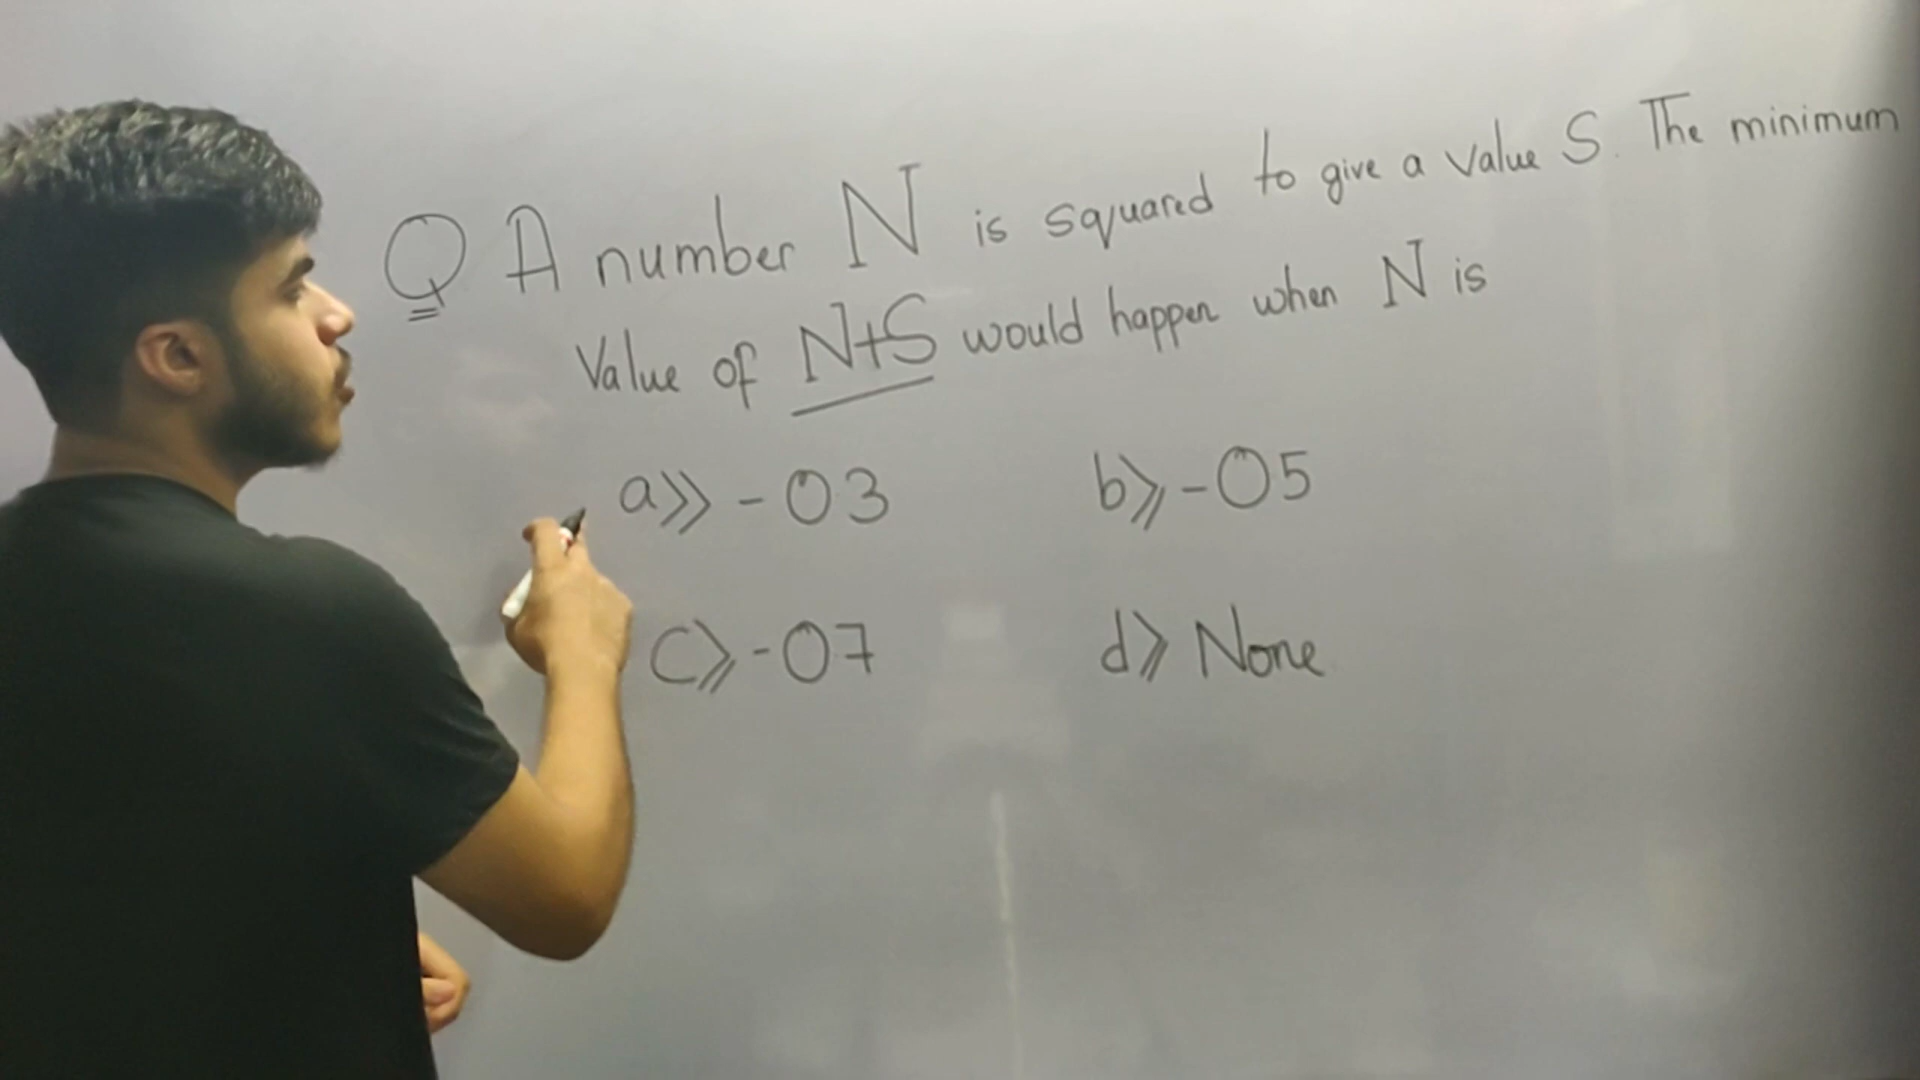 Q A number N is squared to give a value S. The minimum
Value of N+S would happen when N is
a>> -03 b>> -05
c>> -07 d>> None